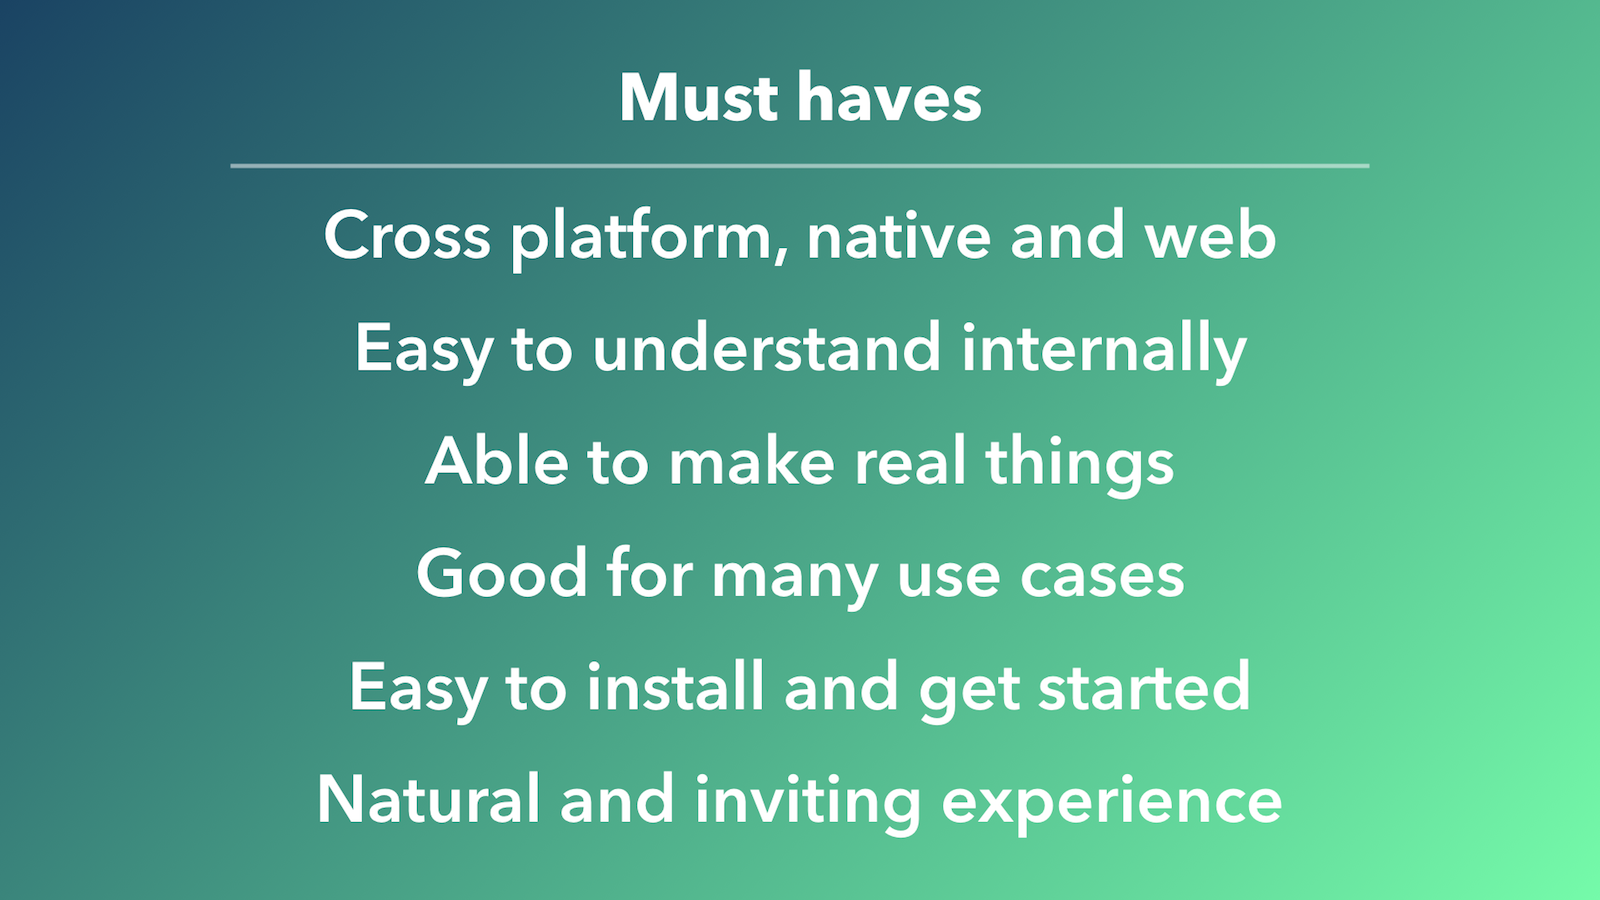 Must haves
Cross platform, native and web
Easy to understand internally
Able to make real things
Good for many use cases
Easy to install and get started
Natural and inviting experience